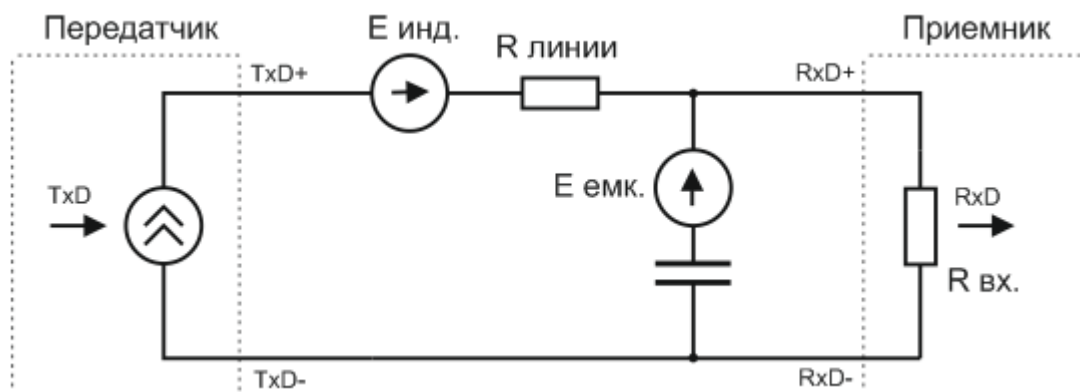 Передатчик
E инд.
R линии
Приемник
TxD+
RxD+
E емк.
TxD
RxD
R вх.
TxD-
RxD-